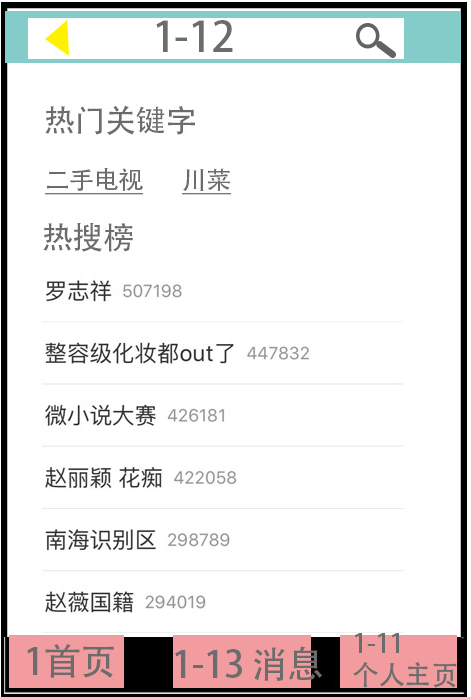 1-12
热门关键字
二手电视 川菜
热搜榜
罗志祥 507198
整容级化妆都out了 447832
微小说大赛 426181
赵丽颖 花痴 422058
南海识别区 298789
赵薇国籍 294019
1首页 1-13 消息 1-11 个人主页